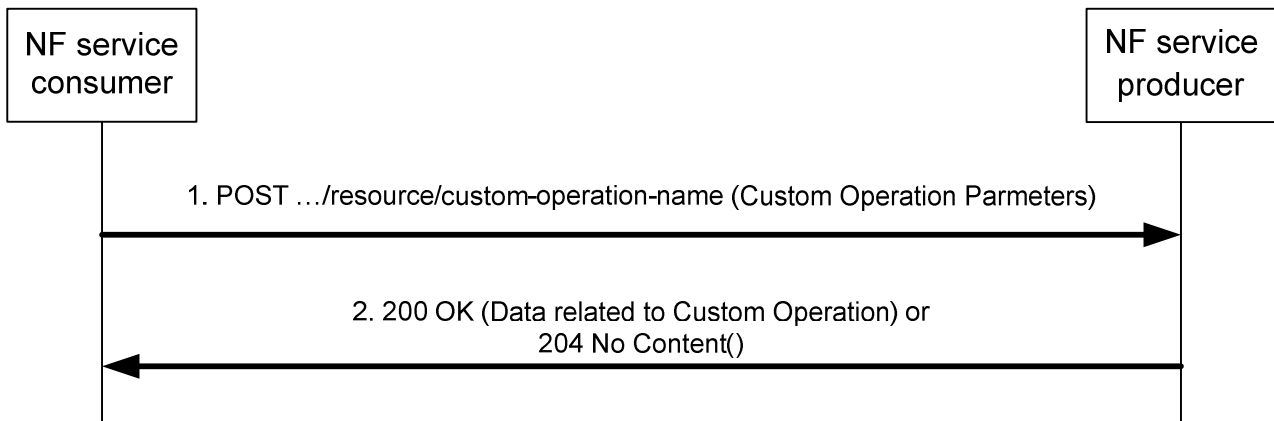 NF service
consumer
NF service
producer
1. POST …/resource/custom-operation-name (Custom Operation Parmeters)
2. 200 OK (Data related to Custom Operation) or
204 No Content()